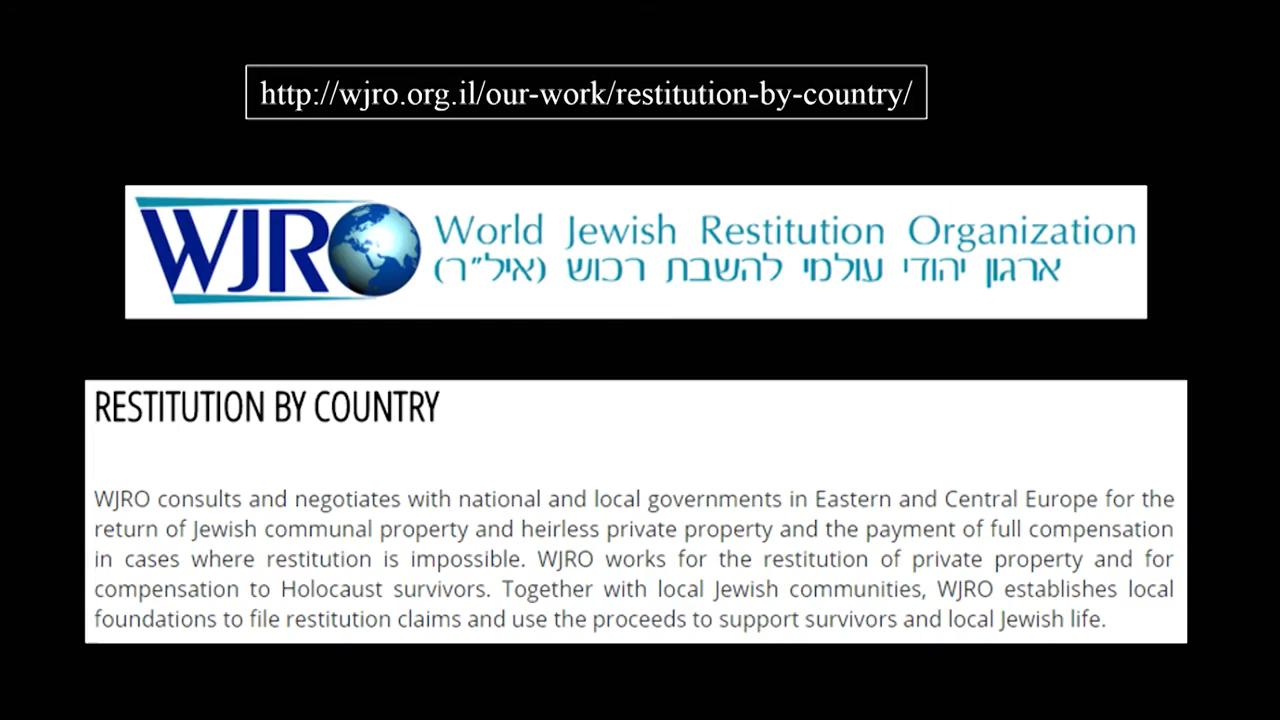 http://wjro.org.il/our-work/restitution-by-country/
WJRO
World Jewish Restitution Organization
ארגון יהודי עולמי להשבת רכוש (איל"ר)
RESTITUTION BY COUNTRY
WJRO consults and negotiates with national and local governments in Eastern and Central Europe for the
return of Jewish communal property and heirless private property and the payment of full compensation
in cases where restitution is impossible. WJRO works for the restitution of private property and for
compensation to Holocaust survivors. Together with local Jewish communities, WJRO establishes local
foundations to file restitution claims and use the proceeds to support survivors and local Jewish life.